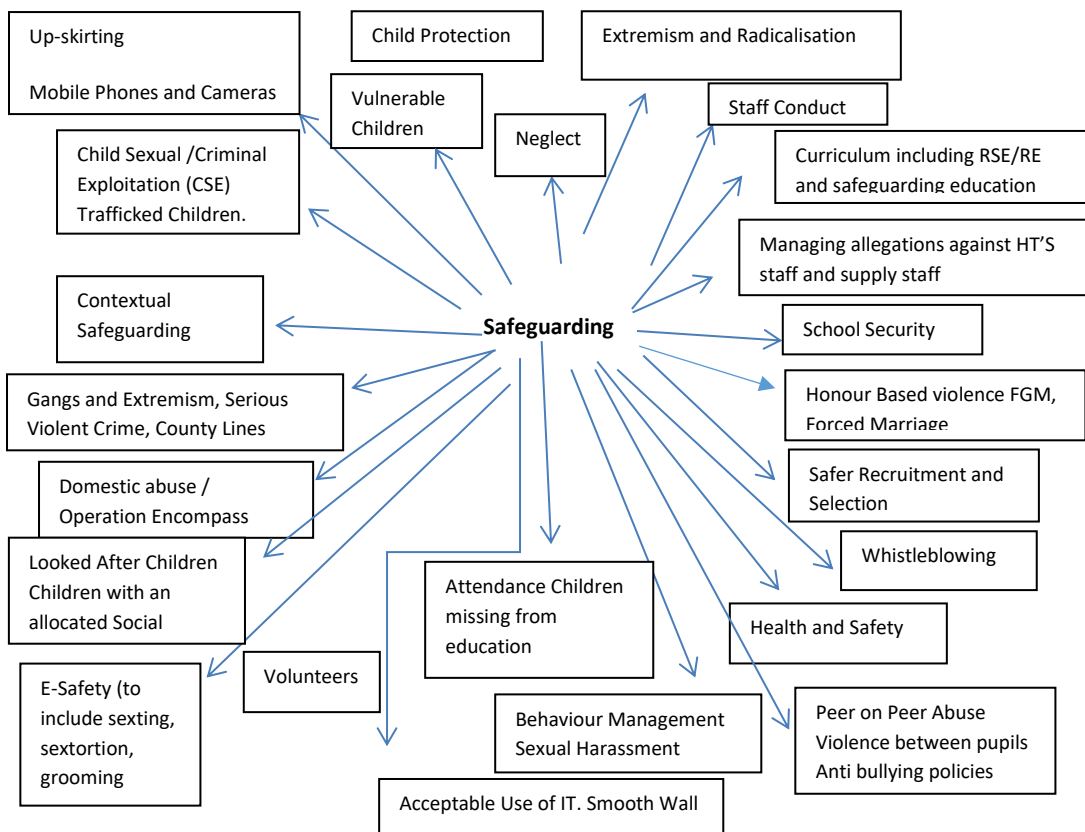 Up-skirting
Mobile Phones and Cameras
Child Protection
Extremism and Radicalisation
Vulnerable
Children
Neglect
Staff Conduct
Child Sexual /Criminal
Exploitation (CSE)
Trafficked Children.
Curriculum including RSE/RE
and safeguarding education
Managing allegations against HT'S
staff and supply staff
Contextual
Safeguarding
Safeguarding
School Security
Gangs and Extremism, Serious
Violent Crime, County Lines
Honour Based violence FGM,
Forced Marriage
Domestic abuse /
Operation Encompass
Safer Recruitment and
Selection
Looked After Children
Children with an
allocated Social
Whistleblowing
Attendance Children
missing from
education
Health and Safety
Volunteers
E-Safety (to
include sexting,
sextortion,
grooming
Behaviour Management
Sexual Harassment
Peer on Peer Abuse
Violence between pupils
Anti bullying policies
Acceptable Use of IT. Smooth Wall